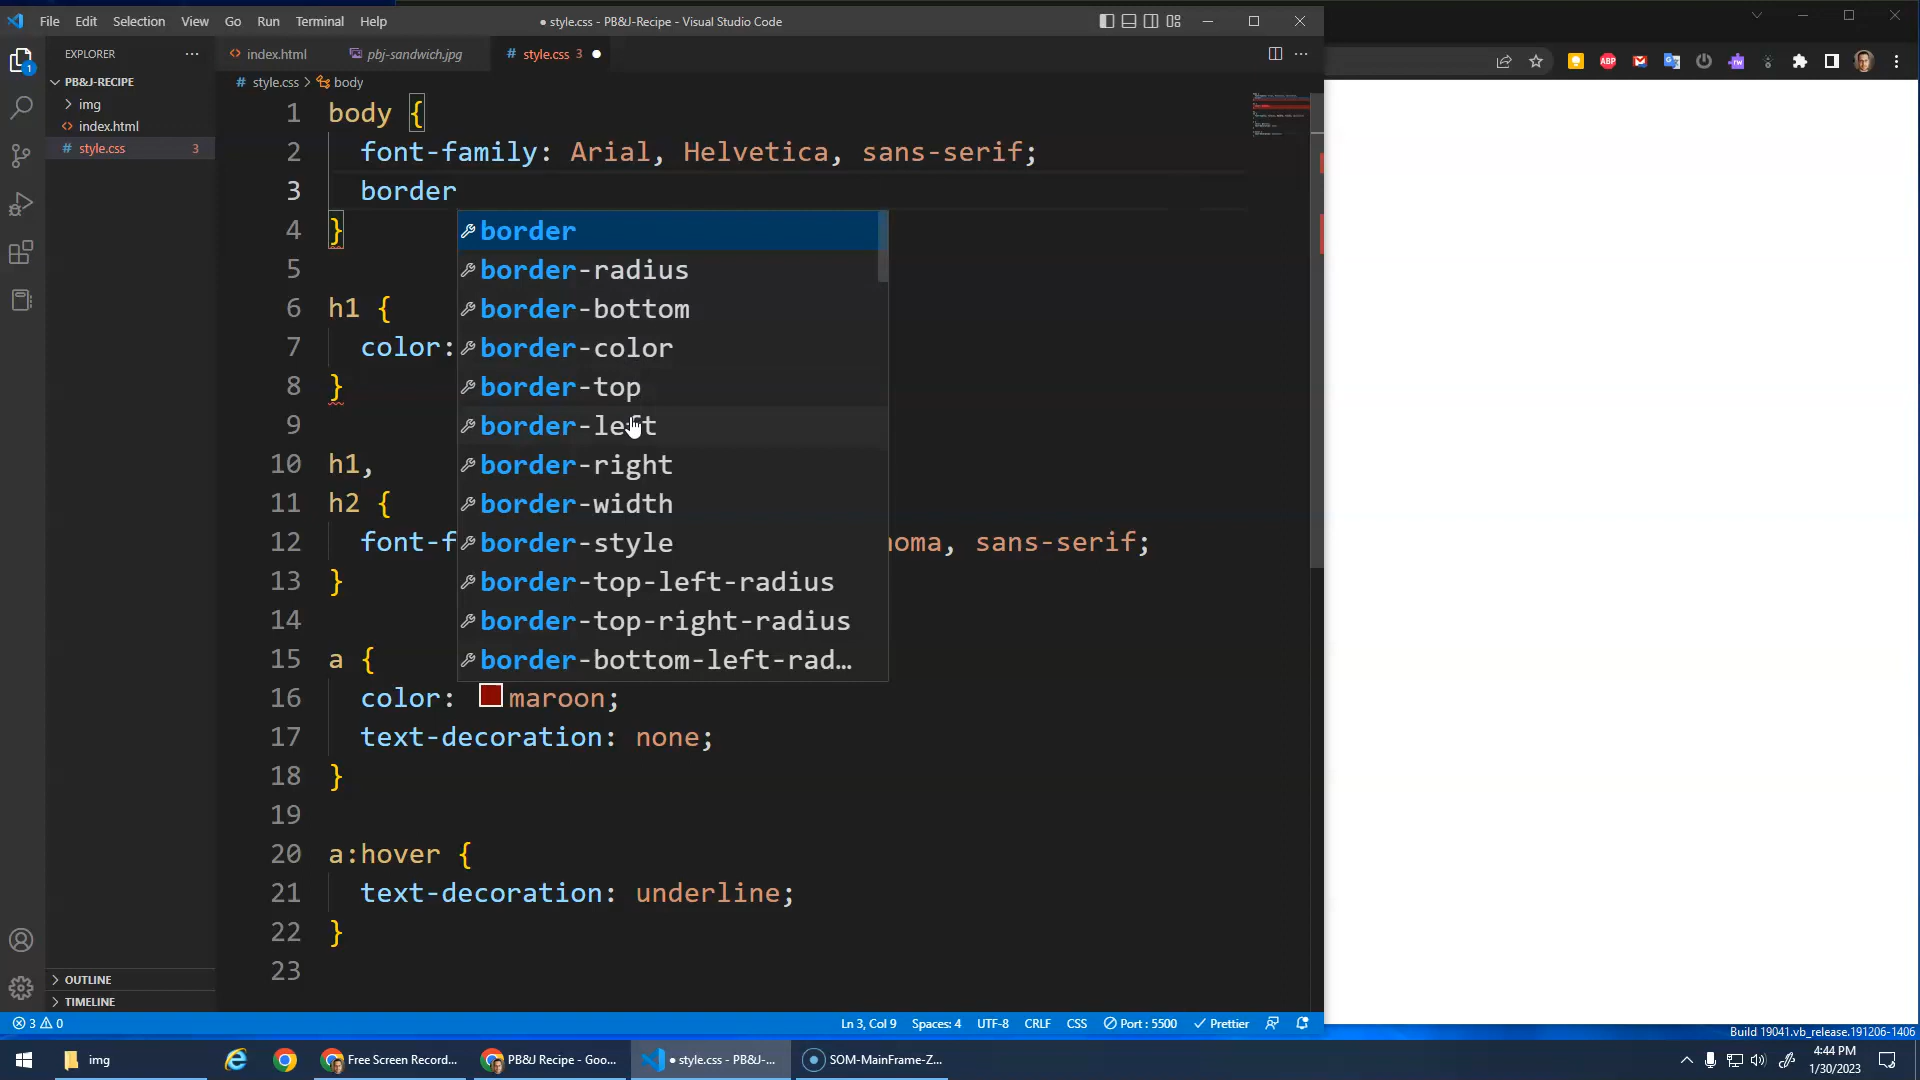 File Edit Selection View Go Run Terminal Help
● style.css - PB&J-Recipe - Visual Studio Code
EXPLORER
index.html
pbj-sandwich.jpg
# style.css 3 ●
PB&J-RECIPE
# style.css > body
img
index.html
# style.css 3
1 body {
2 font-family: Arial, Helvetica, sans-serif;
3 border
4 }
5
6 h1 {
7 color:
8 }
9
10 h1,
11 h2 {
12 font-f
homa, sans-serif;
13 }
14
15 a {
16 color: maroon;
17 text-decoration: none;
18 }
19
20 a:hover {
21 text-decoration: underline;
22 }
23
border
border-radius
border-bottom
border-color
border-top
border-left
border-right
border-width
border-style
border-top-left-radius
border-top-right-radius
border-bottom-left-rad...
OUTLINE
TIMELINE
3 0
Ln 3, Col 9 Spaces: 4 UTF-8 CRLF CSS Port : 5500 Prettier
ABP
1
Build 19041.vb_release.191206-1406
img
Free Screen Record...
PB&J Recipe - Goo...
● style.css - PB&J-...
SOM-MainFrame-Z...
4:44 PM
1/30/2023